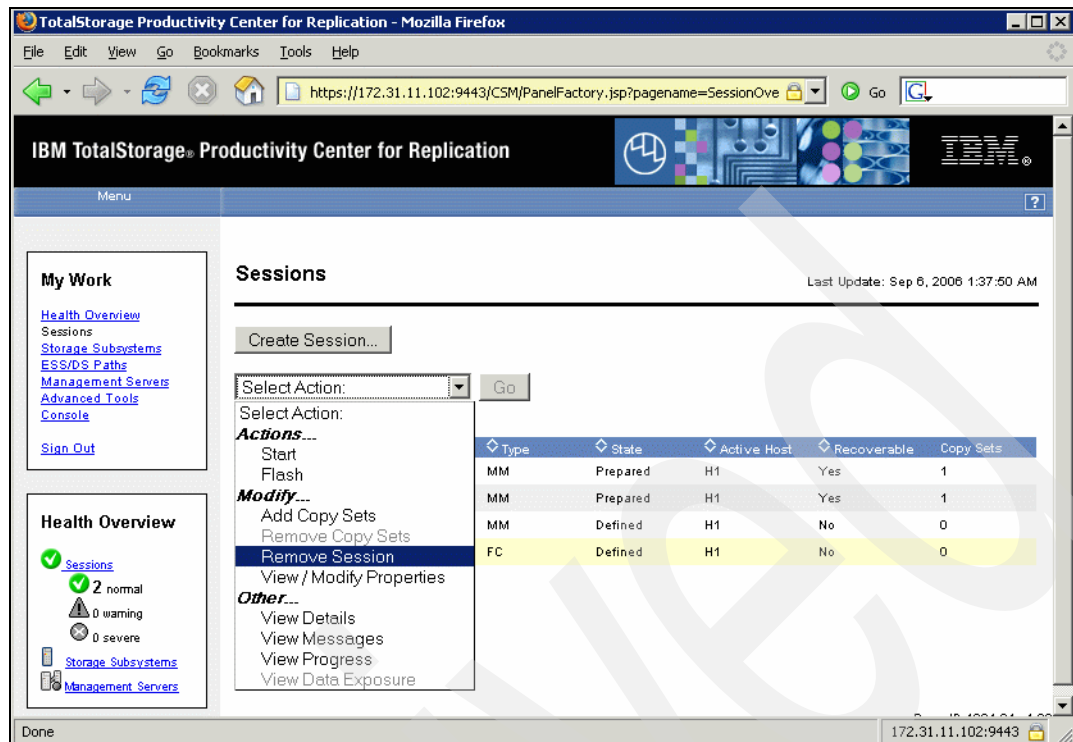 TotalStorage Productivity Center for Replication - Mozilla Firefox
File Edit View Go Bookmarks Tools Help
https://172.31.11.102:9443/CSM/PanelFactory.jsp?pagename=SessionOve
Go
G
IBM TotalStorage® Productivity Center for Replication
IBM®
Menu
?
My Work
Health Overview
Sessions
Storage Subsystems
ESS/DS Paths
Management Servers
Advanced Tools
Console
Sign Out
Health Overview
Sessions
2 normal
0 warning
0 severe
Storage Subsystems
Management Servers
Sessions
Last Update: Sep 6, 2006 1:37:50 AM
Create Session...
Select Action:
Go
Select Action:
Actions...
Start
Flash
Modify...
Add Copy Sets
Remove Copy Sets
Remove Session
View / Modify Properties
Other...
View Details
View Messages
View Progress
View Data Exposure
Type State Active Host Recoverable Copy Sets
MM Prepared H1 Yes 1
MM Prepared H1 Yes 1
MM Defined H1 No 0
FC Defined H1 No 0
Done
172.31.11.102:9443